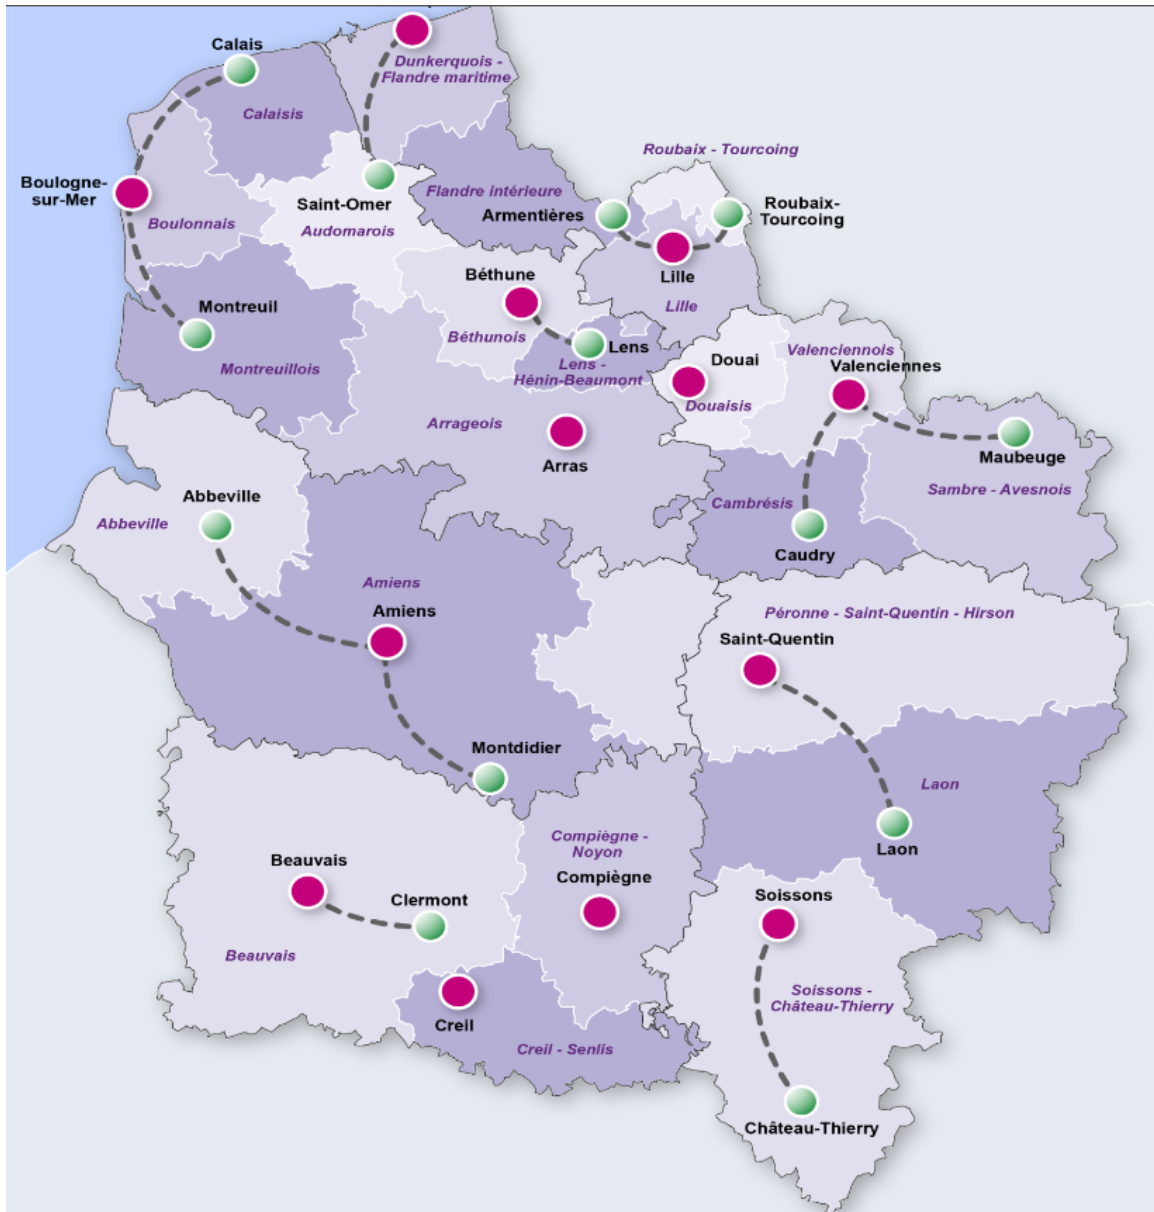 Calais
Dunkerquois -
Flandre maritime
Calaisis
Roubaix - Tourcoing
Boulogne-
sur-Mer
Saint-Omer
Flandre intérieure
Armentières
Roubaix-
Tourcoing
Boulonnais
Audomarois
Béthune
Lille
Lille
Montreuil
Béthunois
Lens
Lens -
Hénin-Beaumont
Douai
Valenciennois
Valenciennes
Montreuillois
Douaisis
Arrageois
Arras
Maubeuge
Sambre - Avesnois
Abbeville
Abbeville
Cambrésis
Caudry
Amiens
Amiens
Péronne - Saint-Quentin - Hirson
Saint-Quentin
Montdidier
Laon
Laon
Compiègne -
Noyon
Compiègne
Beauvais
Clermont
Beauvais
Soissons
Soissons -
Château-Thierry
Creil
Creil - Senlis
Château-Thierry